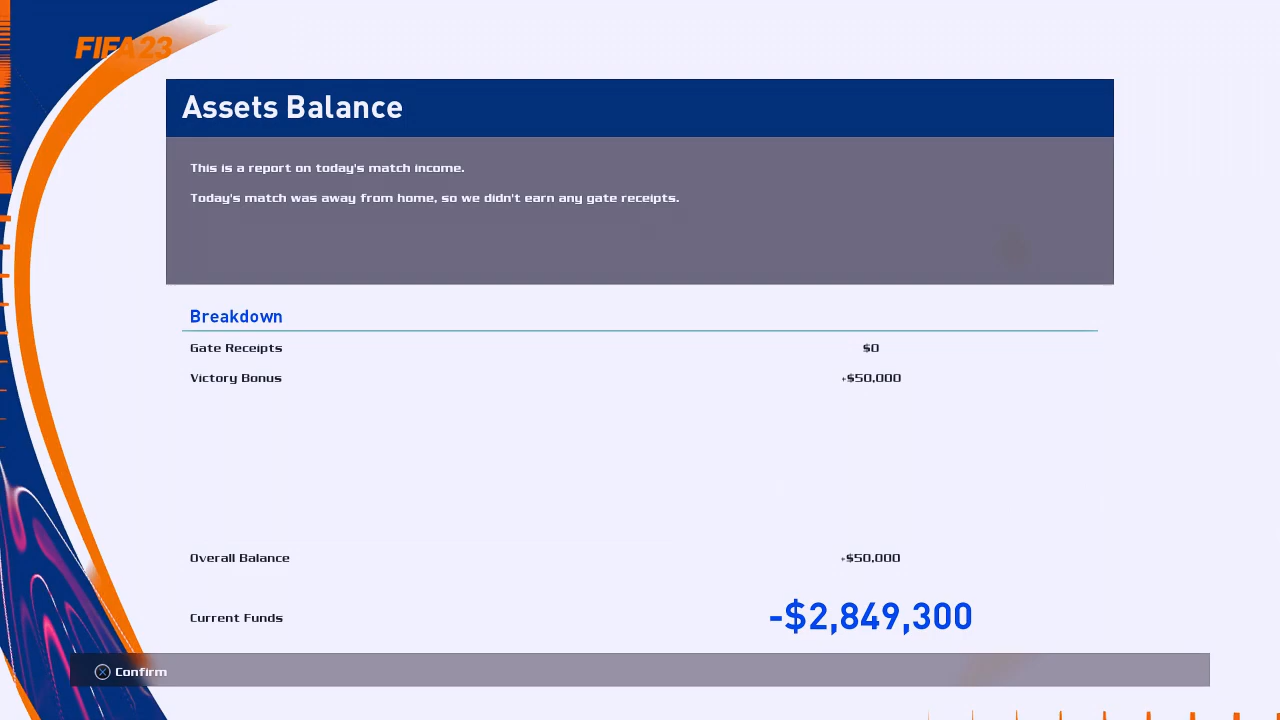 FIFA 23
Assets Balance
This is a report on today's match income.
Today's match was away from home, so we didn't earn any gate receipts.
Breakdown
Gate Receipts $0
Victory Bonus +$50,000
Overall Balance +$50,000
Current Funds -$2,849,300
Confirm